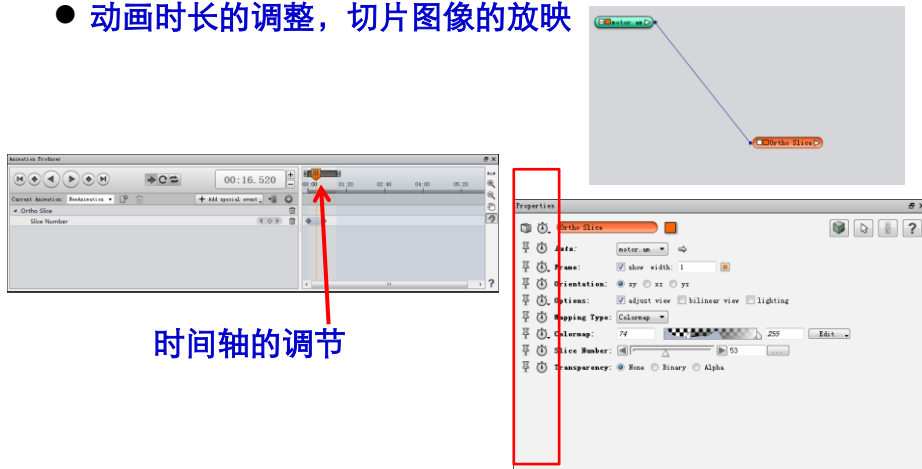 ● 动画时长的调整，切片图像的放映
motor.am
Ortho Slice
Animation Producer
00:16.520
00:00 01:20 02:40 04:00 05:20
Current Animation: NewAnimation + Add special event
Ortho Slice
Slice Number
时间轴的调节
Properties
Ortho Slice
Data: motor.am
Frame: show width: 1
Orientation: xy xz yz
Options: adjust view bilinear view lighting
Mapping Type: Colormap
Colormap: 74 255 Edit
Slice Number: 53
Transparency: None Binary Alpha